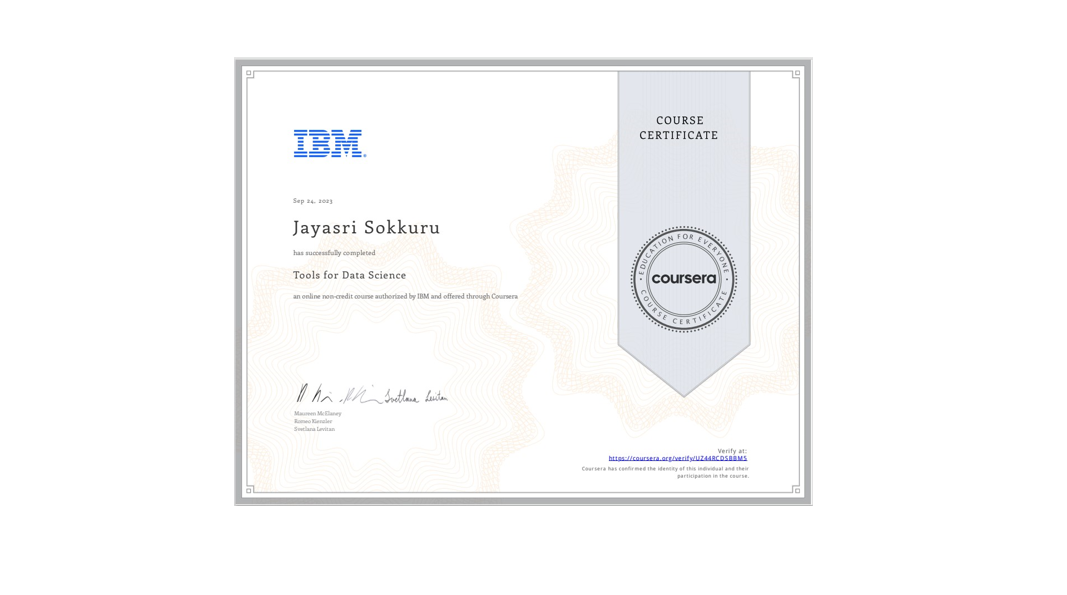 COURSE
CERTIFICATE
IBM®
Sep 24, 2023
Jayasri Sokkuru
has successfully completed
Tools for Data Science
an online non-credit course authorized by IBM and offered through Coursera
EDUCATION FOR EVERYONE
coursera
COURSE CERTIFICATE
Svetlana Levitan
Maureen McElaney
Romeo Kienzler
Svetlana Levitan
Verify at:
https://coursera.org/verify/UZ44RCDSBBM5
Coursera has confirmed the identity of this individual and their
participation in the course.